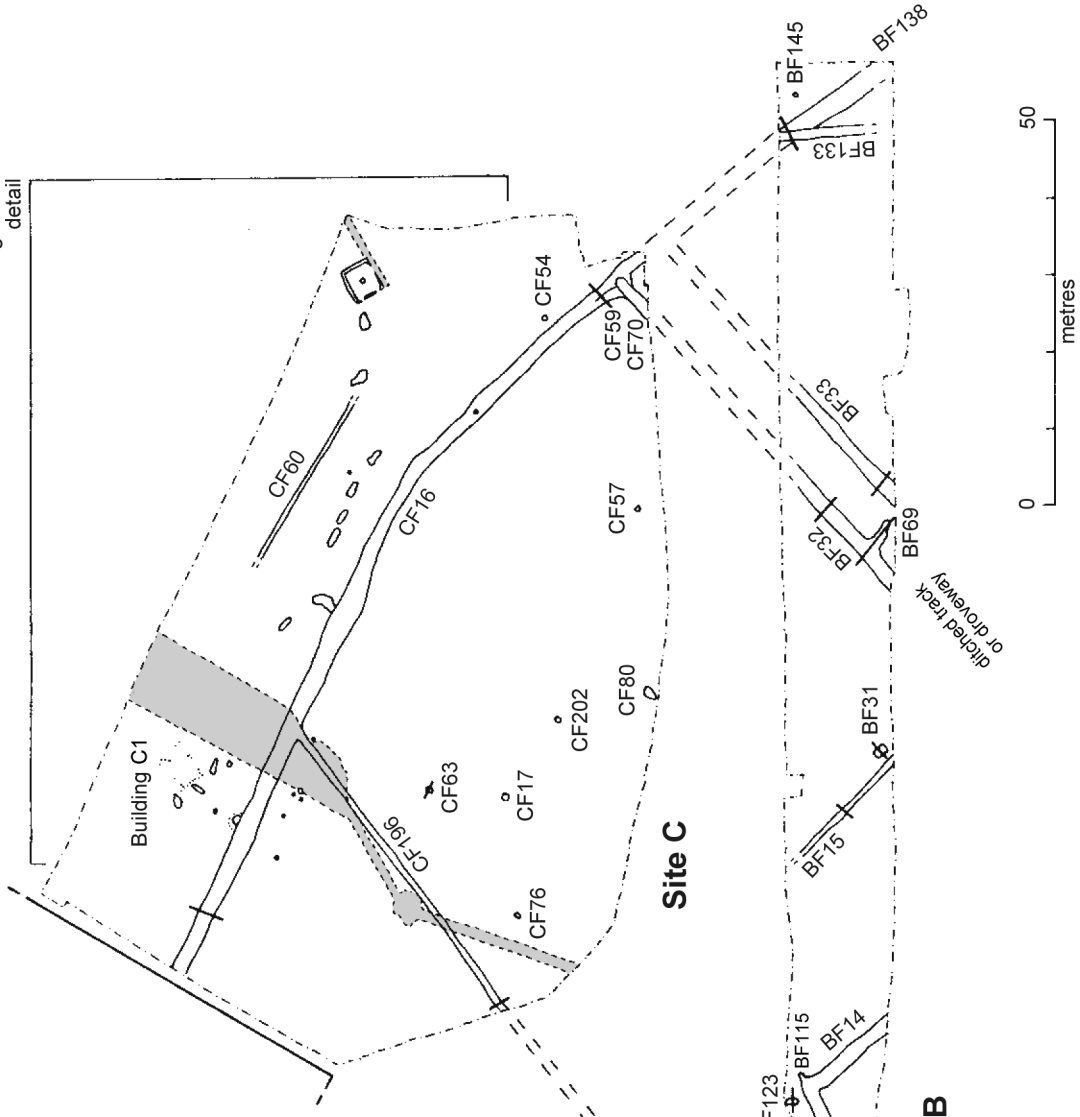 detail
BF138
BF145
BF133
CF54
CF59
CF70
CF60
CF16
BF33
50
0
metres
CF57
BF32
BF69
ditched track
or droveway
CF80
CF202
BF31
Building C1
CF63
CF17
BF15
CF196
Site C
CF76
BF14
BF115
F123
B